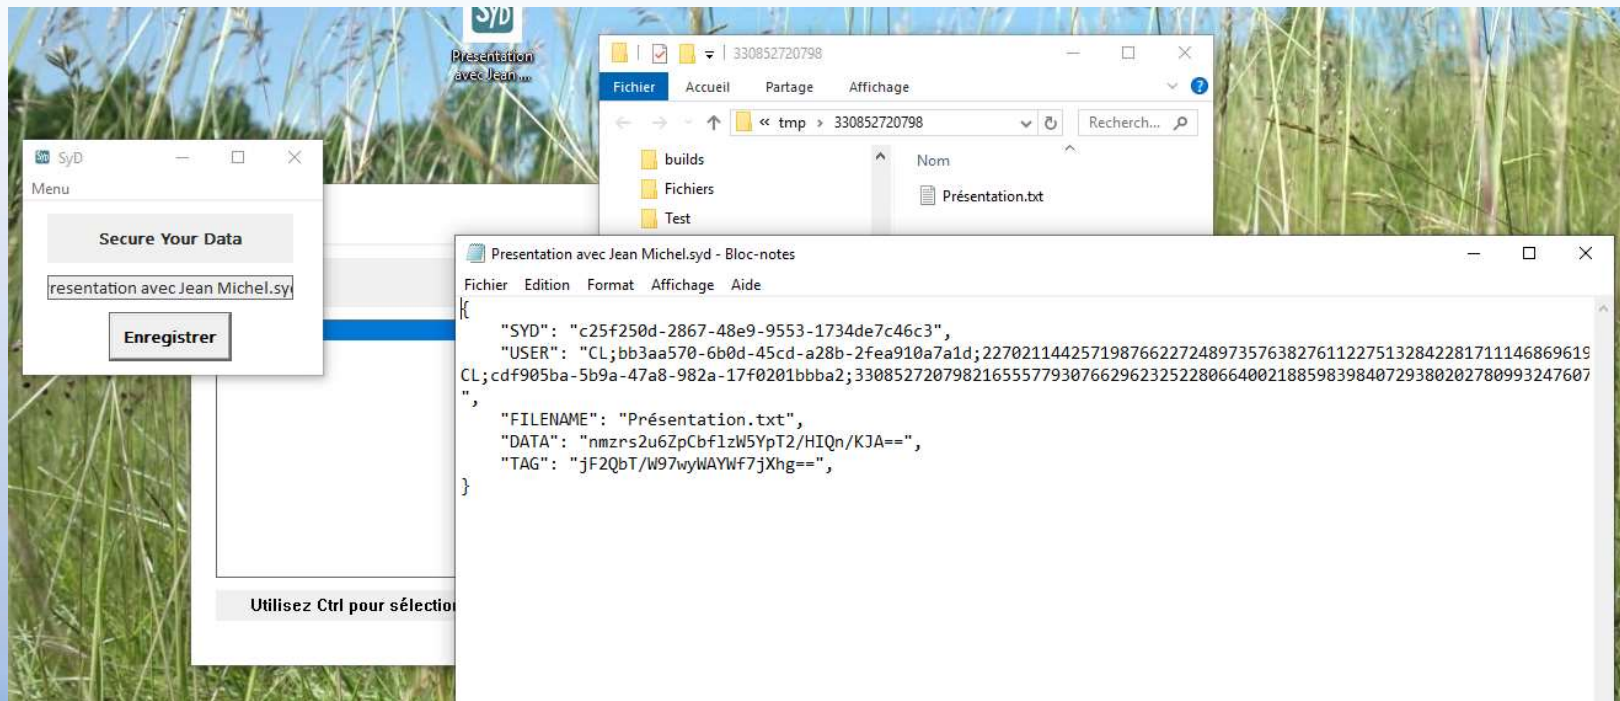 SyD
Presentation
avec Jean ...
330852720798
Fichier Accueil Partage Affichage
« tmp › 330852720798
Recherch...
builds
Fichiers
Test
Nom
Présentation.txt
SyD
Menu
Secure Your Data
resentation avec Jean Michel.sy
Enregistrer
Utilisez Ctrl pour sélection
Presentation avec Jean Michel.syd - Bloc-notes
Fichier Edition Format Affichage Aide
{
"SYD": "c25f250d-2867-48e9-9553-1734de7c46c3",
"USER": "CL;bb3aa570-6b0d-45cd-a28b-2fea910a7a1d;22702114425719876622724897357638276112275132842281711146869619
CL;cdf905ba-5b9a-47a8-982a-17f0201bbba2;330852720798216555779307662962325228066400218859839840729380202780993247607
",
"FILENAME": "Présentation.txt",
"DATA": "nmzrs2u6ZpCbflzW5YpT2/HIQn/KJA==",
"TAG": "jF2QbT/W97wyWAYWf7jXhg==",
}